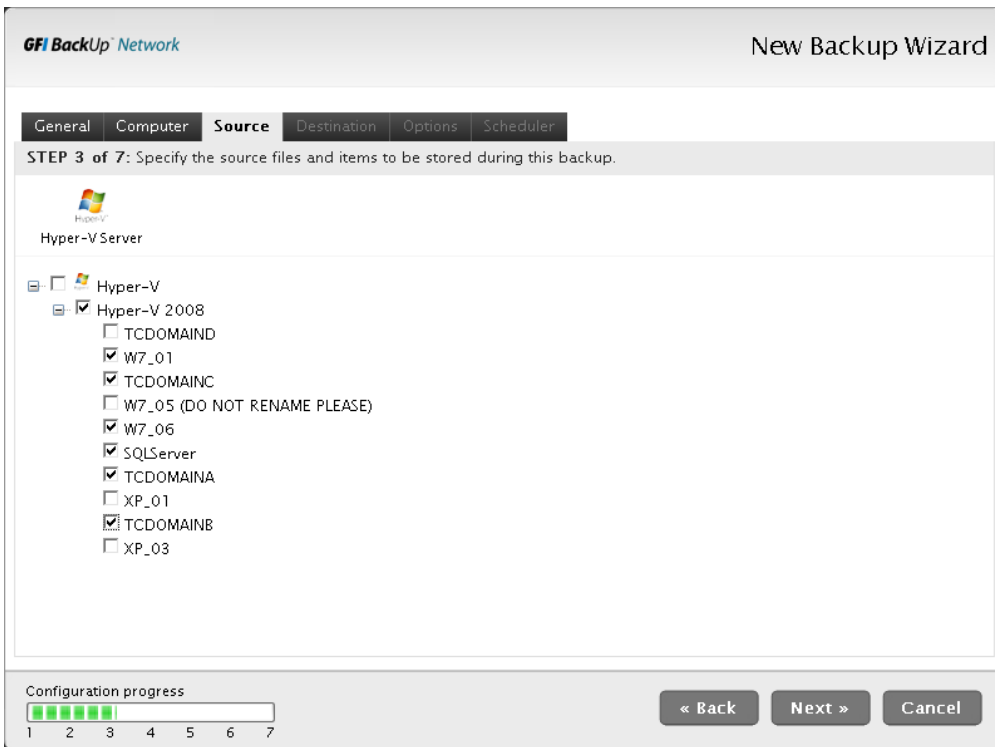 GFI BackUp™ Network
New Backup Wizard
General Computer Source Destination Options Scheduler
STEP 3 of 7: Specify the source files and items to be stored during this backup.
Hyper-V
Hyper-V Server
Hyper-V
Hyper-V 2008
TCDOMAIND
W7_01
TCDOMAINC
W7_05 (DO NOT RENAME PLEASE)
W7_06
SQLServer
TCDOMAINA
XP_01
TCDOMAINB
XP_03
Configuration progress
1 2 3 4 5 6 7
« Back Next » Cancel